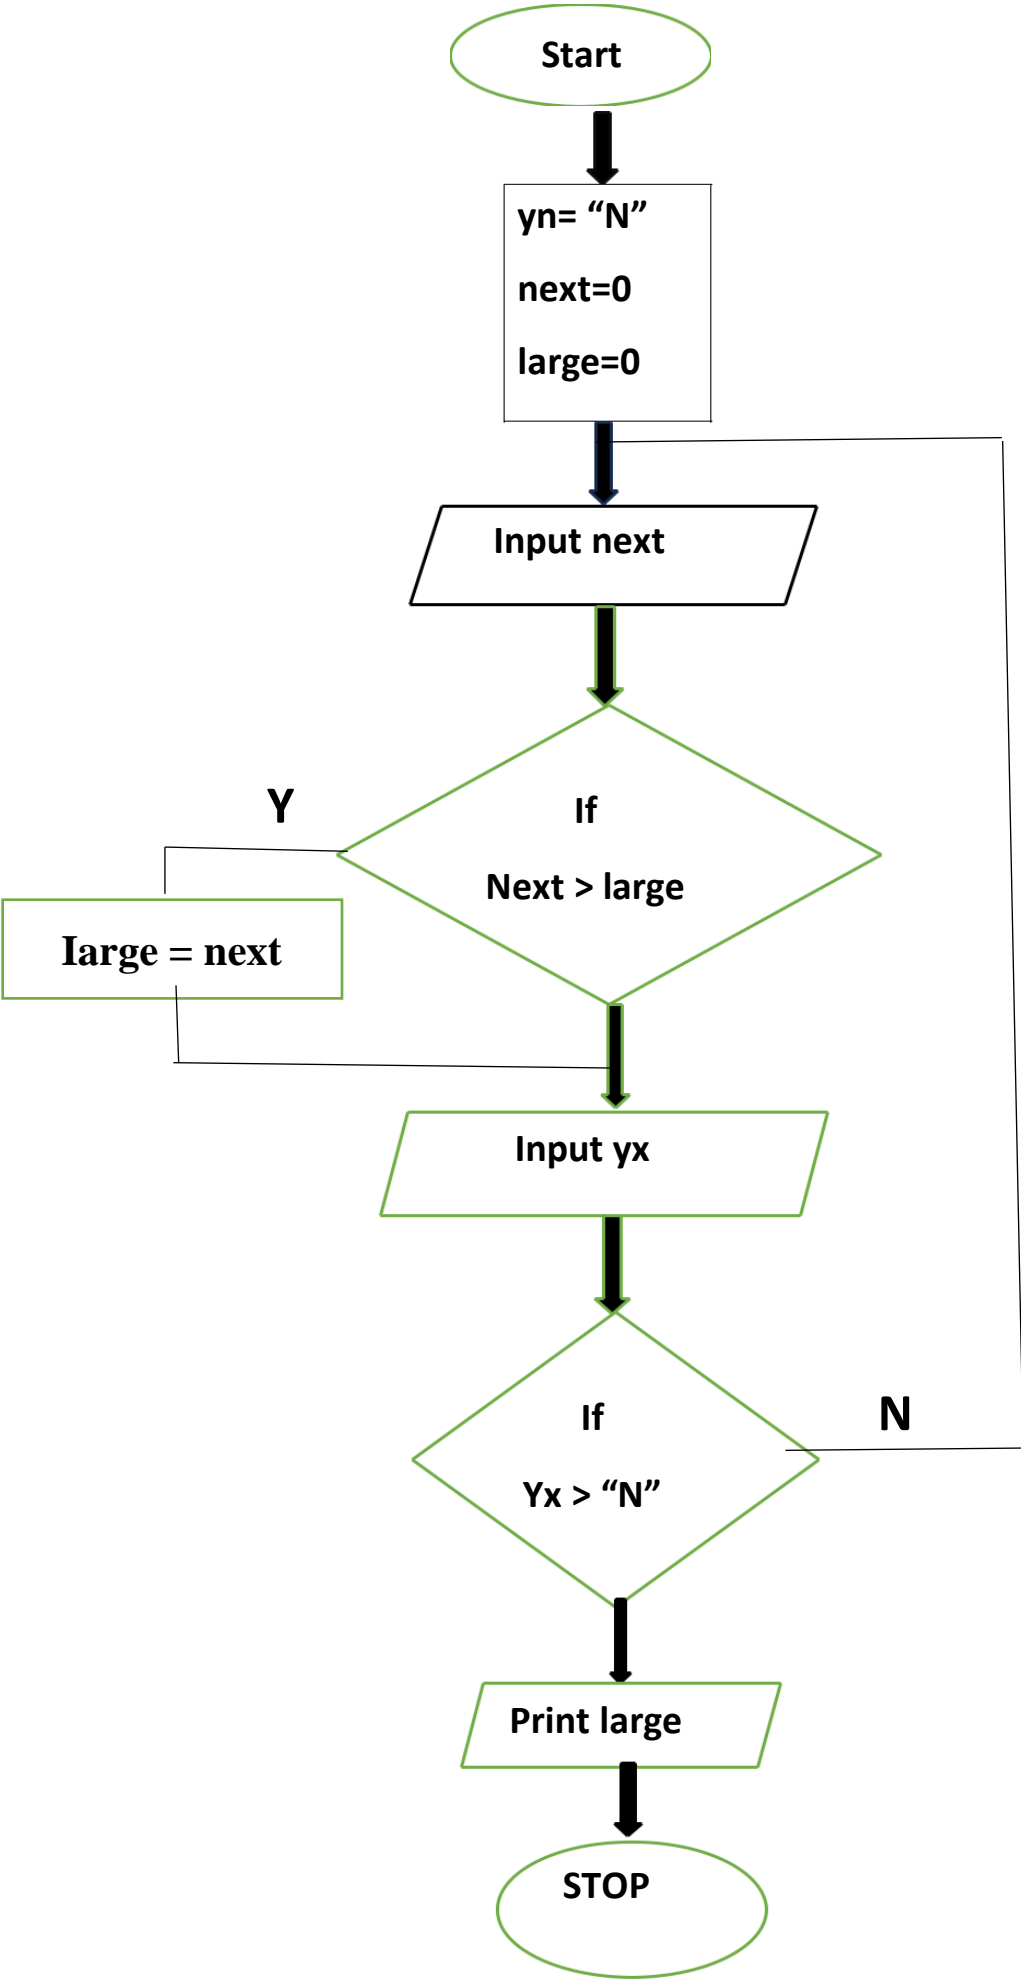 Start
yn= “N”
next=0
large=0
Input next
Y
If
Next > large
Iarge = next
Input yx
If
N
Yx > “N”
Print large
STOP